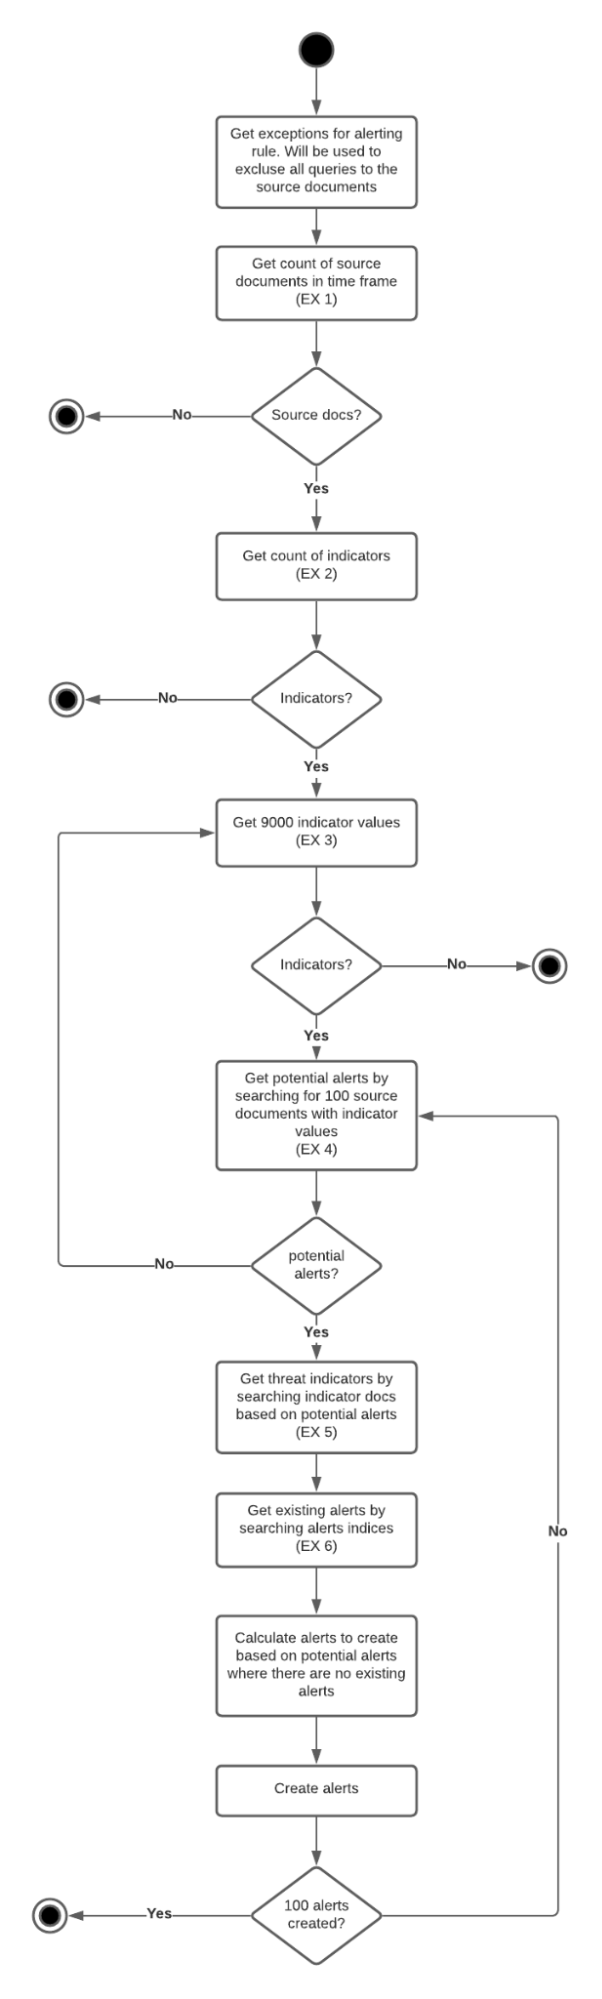 Get exceptions for alerting
rule. Will be used to
excluse all queries to the
source documents
Get count of source
documents in time frame
(EX 1)
Source docs?
No
Yes
Get count of indicators
(EX 2)
Indicators?
No
Yes
Get 9000 indicator values
(EX 3)
Indicators?
No
Yes
Get potential alerts by
searching for 100 source
documents with indicator
values
(EX 4)
potential
alerts?
No
Yes
Get threat indicators by
searching indicator docs
based on potential alerts
(EX 5)
Get existing alerts by
searching alerts indices
(EX 6)
No
Calculate alerts to create
based on potential alerts
where there are no existing
alerts
Create alerts
100 alerts
created?
Yes